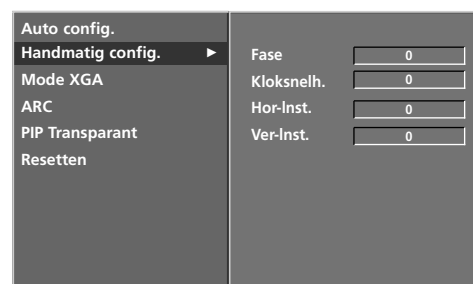 Auto config.
Handmatig config. ►
Mode XGA
ARC
PIP Transparant
Resetten
Fase 0
Kloksnelh. 0
Hor-Inst. 0
Ver-Inst. 0